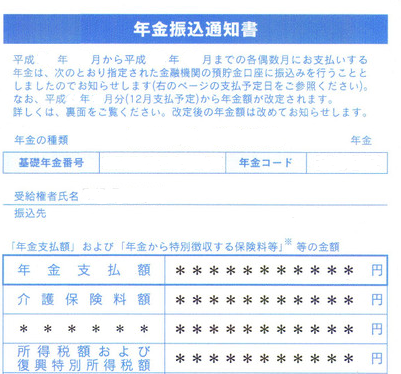 年金振込通知書
平成　年　月から平成　年　月までの各偶数月にお支払いする
年金は、次のとおり指定された金融機関の預貯金口座に振込みを行うことと
しましたのでお知らせします(右のページの支払予定日をご参照ください)。
なお、平成　年　月分(12月支払予定)から年金額が改定されます。
詳しくは、裏面をご覧ください。改定後の年金額は改めてお知らせします。
年金の種類　年金
基礎年金番号　年金コード
受給権者氏名
振込先
「年金支払額」および「年金から特別徴収する保険料等」※ 等の金額
年金支払額　＊＊＊＊＊＊＊＊＊＊＊　円
介護保険料額　＊＊＊＊＊＊＊＊＊＊＊　円
＊＊＊＊＊＊　＊＊＊＊＊＊＊＊＊＊＊　円
所得税額および
復興特別所得税額　＊＊＊＊＊＊＊＊＊＊＊　円